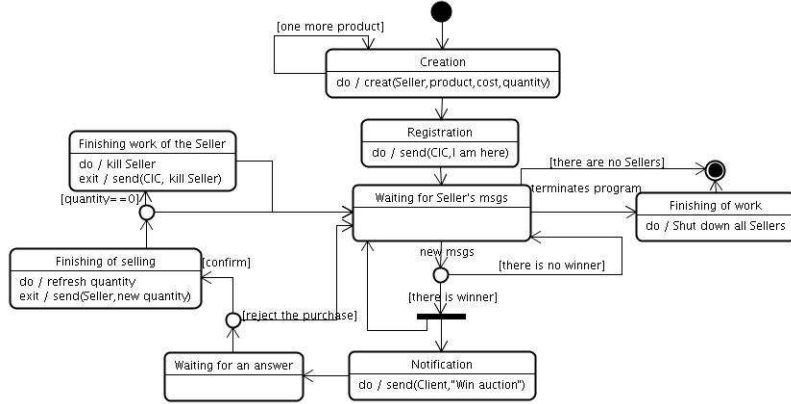 [one more product]
Creation
do / creat(Seller,product,cost,quantity)
Registration
do / send(CIC,I am here)
Finishing work of the Seller
do / kill Seller
exit / send(CIC, kill Seller)
[there are no Sellers]
Waiting for Seller's msgs
terminates program
Finishing of work
do / Shut down all Sellers
[quantity==0]
new msgs
[there is no winner]
Finishing of selling
do / refresh quantity
exit / send(Seller,new quantity)
[confirm]
[there is winner]
[reject the purchase]
Waiting for an answer
Notification
do / send(Client,"Win auction")